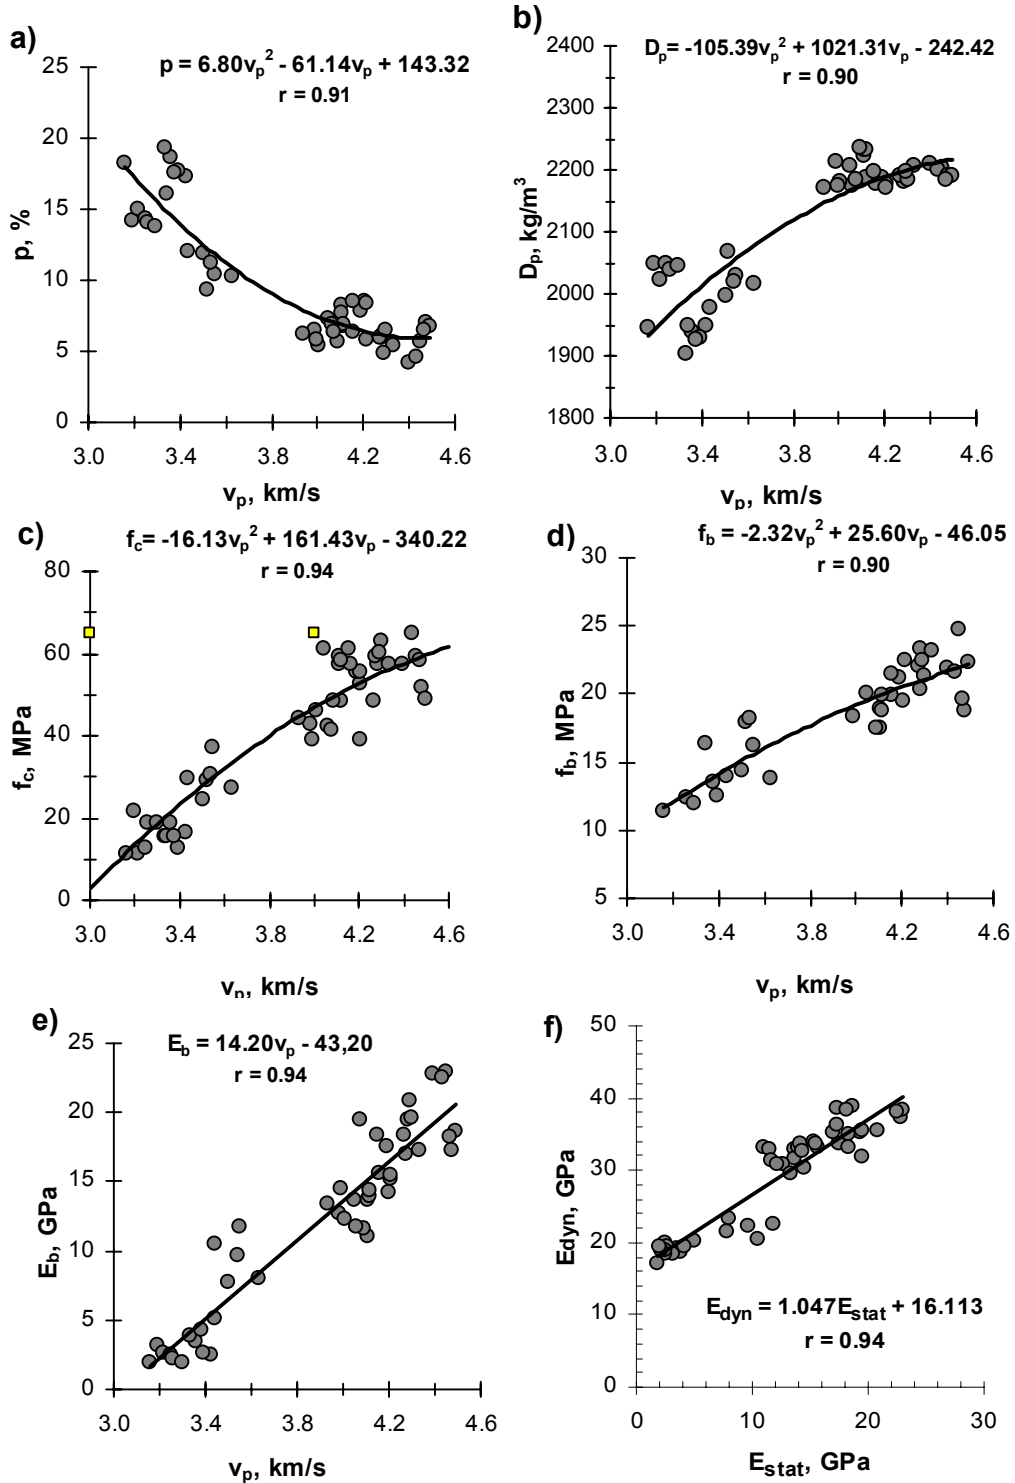 a)
p = 6.80vp² - 61.14vp + 143.32
r = 0.91
25
20
15
10
5
0
p, %
3.0 3.4 3.8 4.2 4.6
vp, km/s
b)
Dp= -105.39vp² + 1021.31vp - 242.42
r = 0.90
2400
2300
2200
2100
2000
1900
1800
Dp, kg/m³
3.0 3.4 3.8 4.2 4.6
vp, km/s
c)
fc= -16.13vp² + 161.43vp - 340.22
r = 0.94
80
60
40
20
0
fc, MPa
3.0 3.4 3.8 4.2 4.6
vp, km/s
d)
fb = -2.32vp² + 25.60vp - 46.05
r = 0.90
30
25
20
15
10
5
fb, MPa
3.0 3.4 3.8 4.2 4.6
vp, km/s
e)
Eb = 14.20vp - 43,20
r = 0.94
25
20
15
10
5
0
Eb, GPa
3.0 3.4 3.8 4.2 4.6
vp, km/s
f)
50
40
30
20
10
0
Edyn, GPa
Edyn = 1.047Estat + 16.113
r = 0.94
0 10 20 30
Estat, GPa